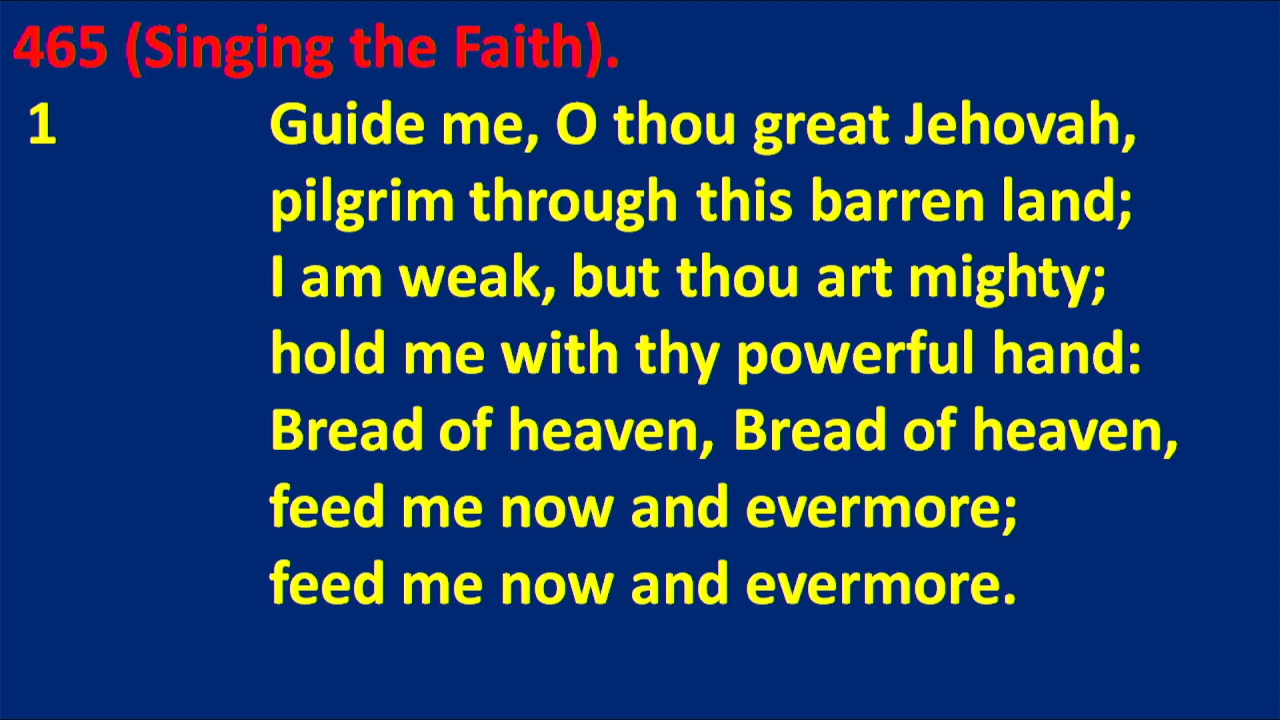 465 (Singing the Faith).
1 Guide me, O thou great Jehovah,
pilgrim through this barren land;
I am weak, but thou art mighty;
hold me with thy powerful hand:
Bread of heaven, Bread of heaven,
feed me now and evermore;
feed me now and evermore.